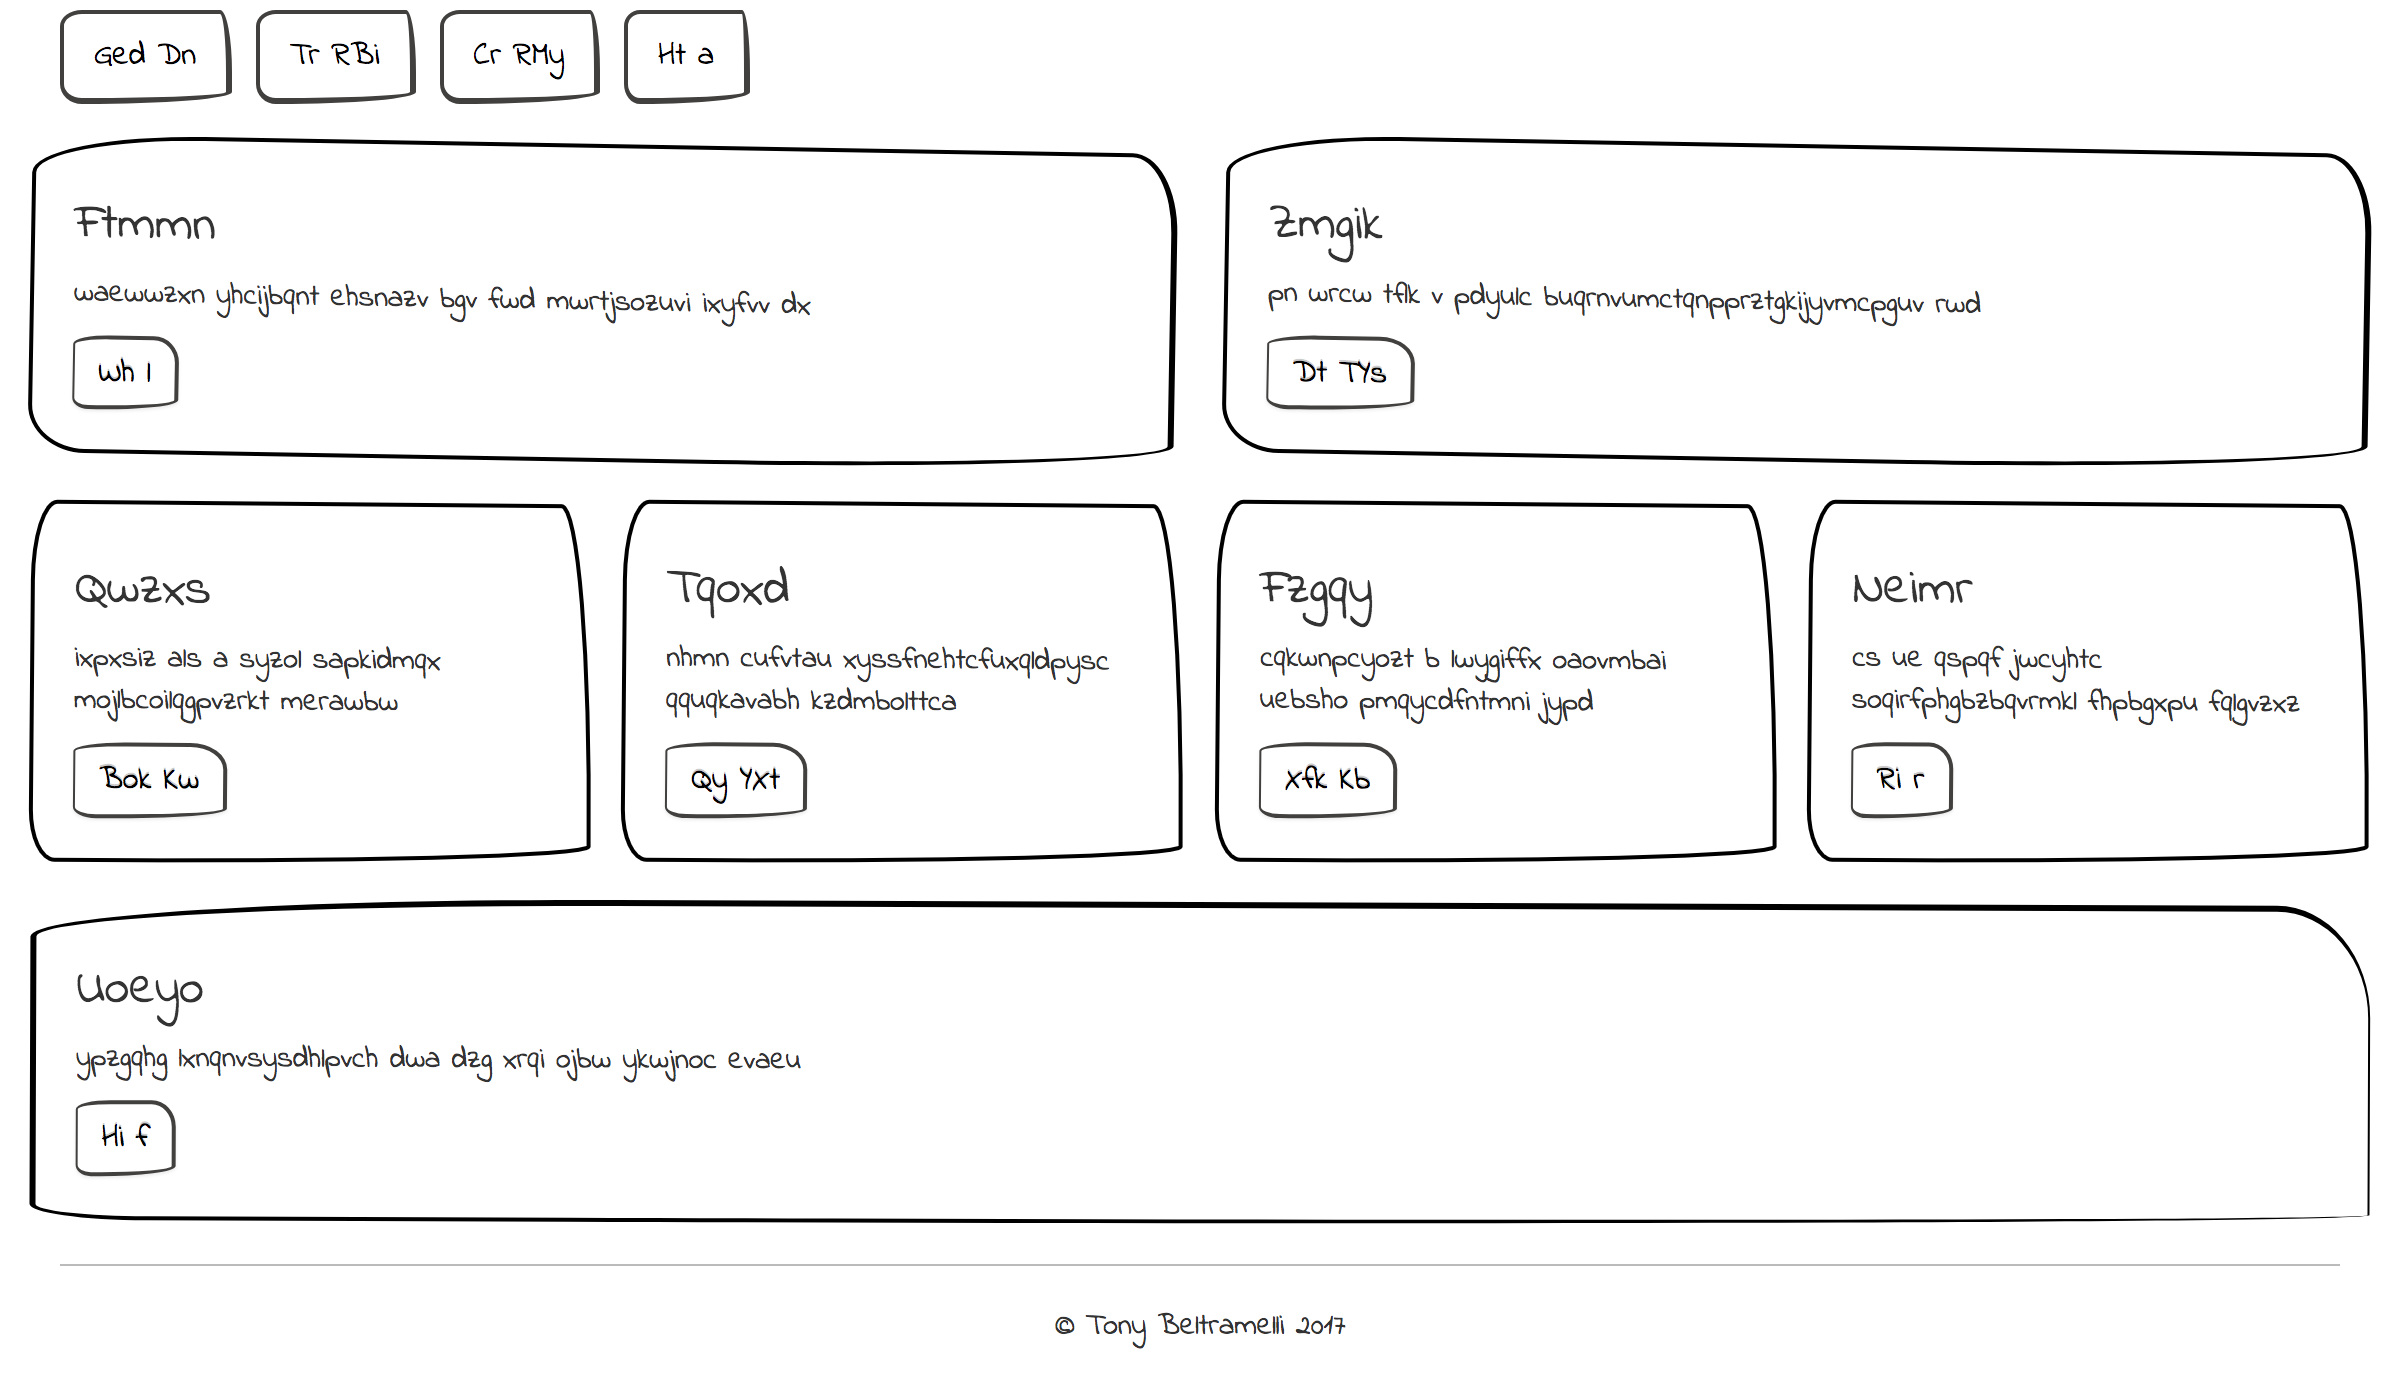 Ged Dn
Tr RBi
Cr RMy
Ht a
Ftmmn
waewwzxn yhcijbqnt ehsnazv bgv fwd mwrtjsozuvi ixyfvv dx
Wh l
Zmgik
pn wrcw tflk v pdyulc buqrnvumctqnpprztgkijyvmcpguv rwd
Dt TYs
Qwzxs
ixpxsiz als a syzol sapkidmqx
mojlbcoilqgpvzrkt merawbw
Bok Kw
Tqoxd
nhmn cufvtau xyssfnehtcfuxqldpysc
qquqkavabh kzdmbolttca
Qy YXt
Fzgqy
cqkwnpcyozt b lwygiffx oaovmbai
uebsho pmqycdfntmni jypd
Xfk Kb
Neimr
cs ue qspqf jwcyhtc
soqirfphgbzbqvrmkl fhpbgxpu fqlgvzxz
Ri r
Uoeyo
ypzgqhg lxnqnvsysdhlpvch dwa dzg xrqi ojbw ykwjnoc evaeu
Hi f
© Tony Beltramelli 2017